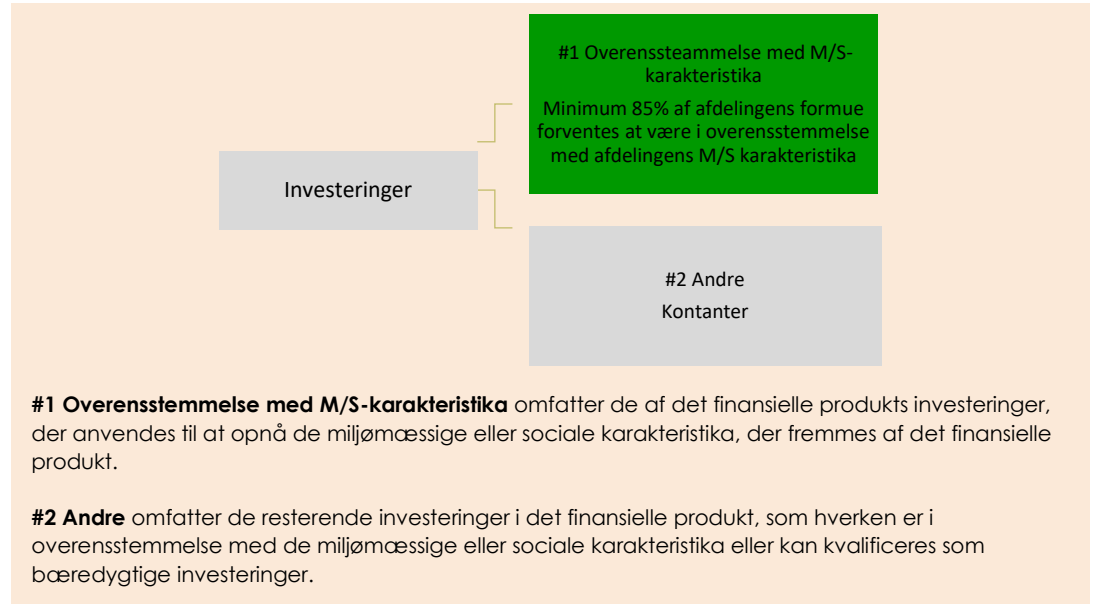 #1 Overenssteammelse med M/S-
karakteristika
Minimum 85% af afdelingens formue
forventes at være i overensstemmelse
med afdelingens M/S karakteristika
Investeringer
#2 Andre
Kontanter
#1 Overensstemmelse med M/S-karakteristika omfatter de af det finansielle produkts investeringer,
der anvendes til at opnå de miljømæssige eller sociale karakteristika, der fremmes af det finansielle
produkt.
#2 Andre omfatter de resterende investeringer i det finansielle produkt, som hverken er i
overensstemmelse med de miljømæssige eller sociale karakteristika eller kan kvalificeres som
bæredygtige investeringer.